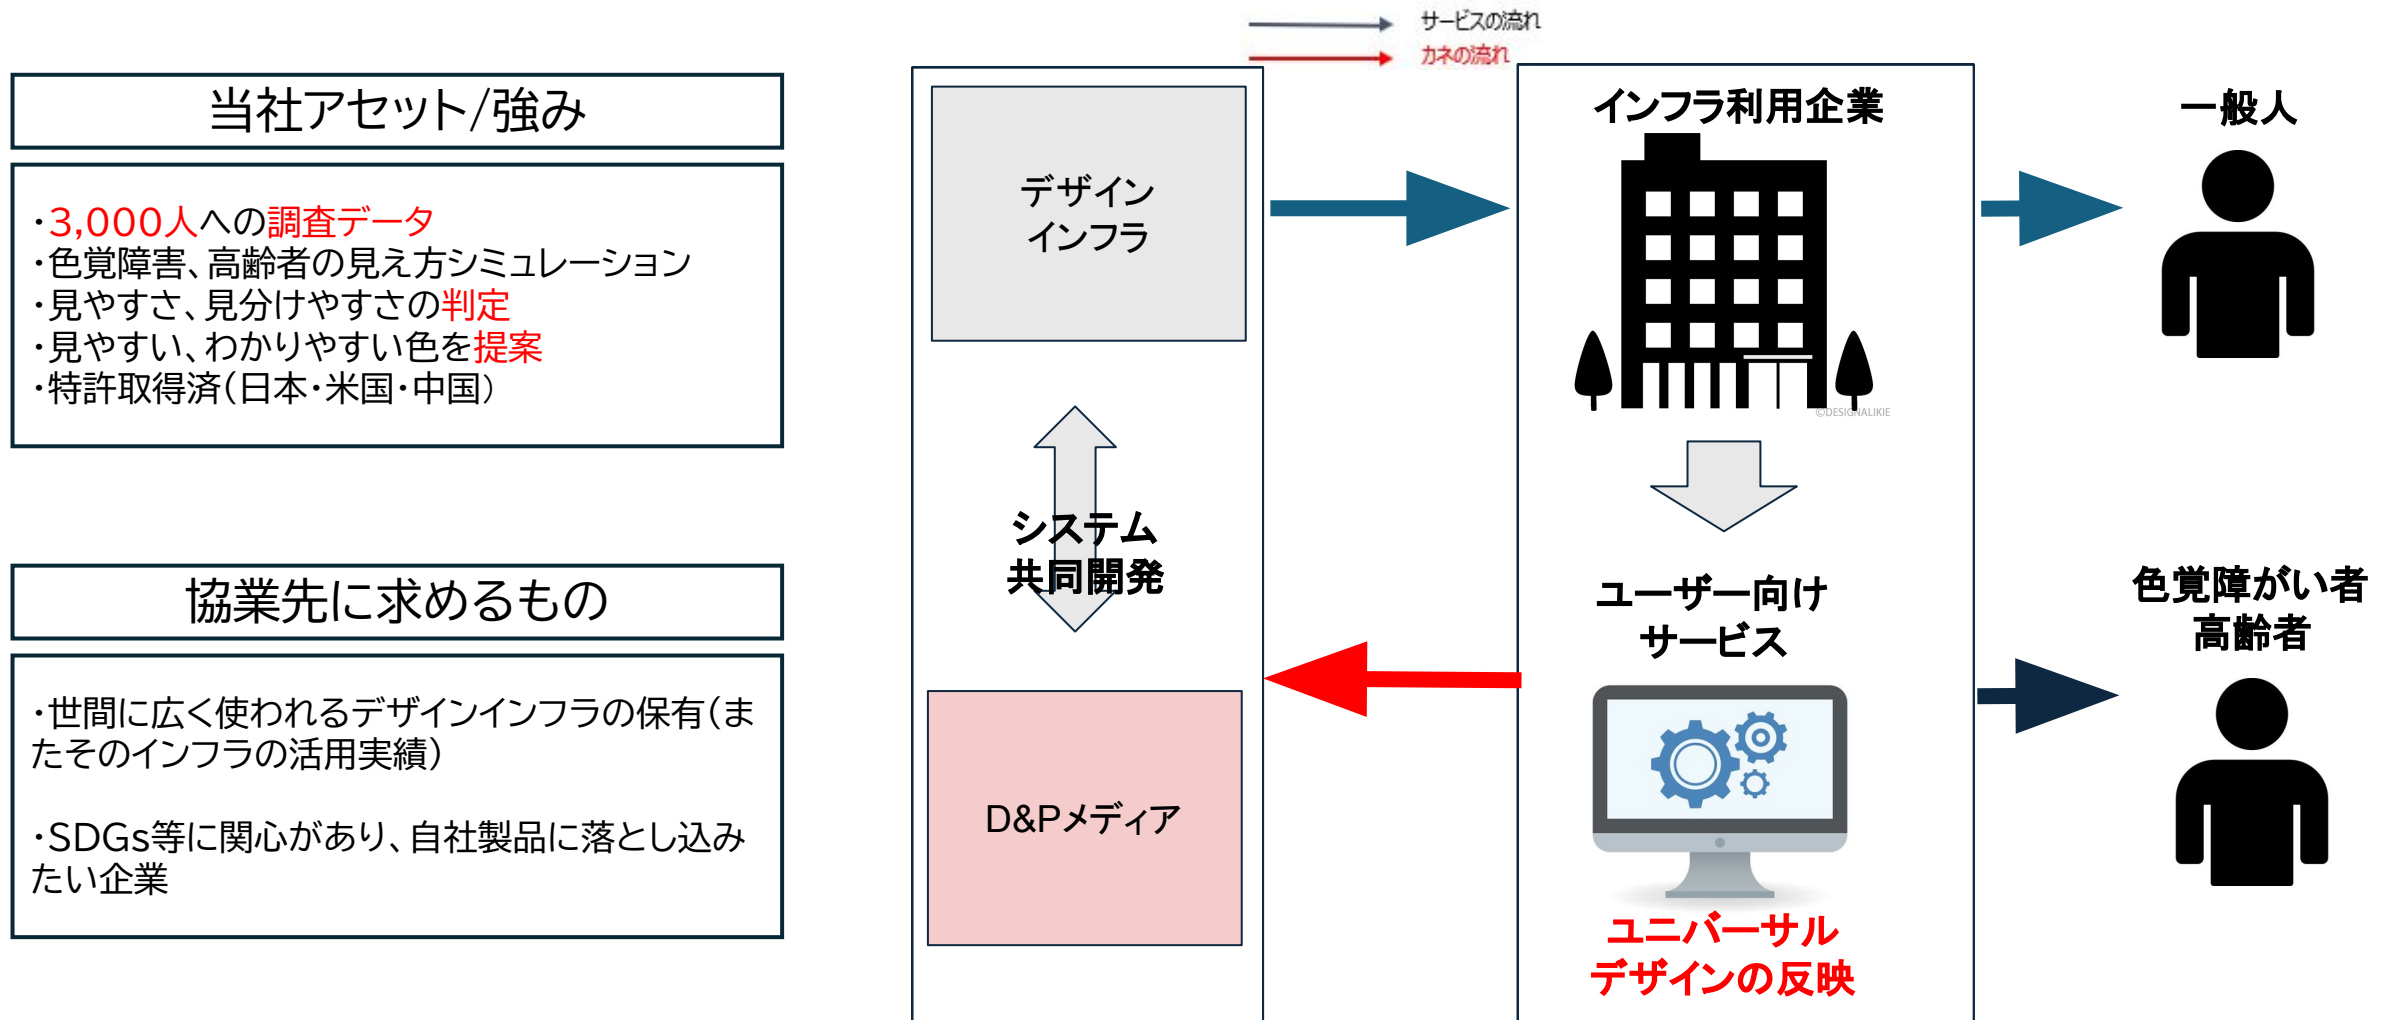 サービスの流れ
カネの流れ
当社アセット/強み
・3,000人への調査データ
・色覚障害、高齢者の見え方シミュレーション
・見やすさ、見分けやすさの判定
・見やすい、わかりやすい色を提案
・特許取得済(日本・米国・中国)
協業先に求めるもの
・世間に広く使われるデザインインフラの保有(ま
たそのインフラの活用実績)
・SDGs等に関心があり、自社製品に落とし込み
たい企業
デザイン
インフラ
システム
共同開発
D&Pメディア
インフラ利用企業
©DESIGNALIKIE
ユーザー向け
サービス
ユニバーサル
デザインの反映
一般人
色覚障がい者
高齢者